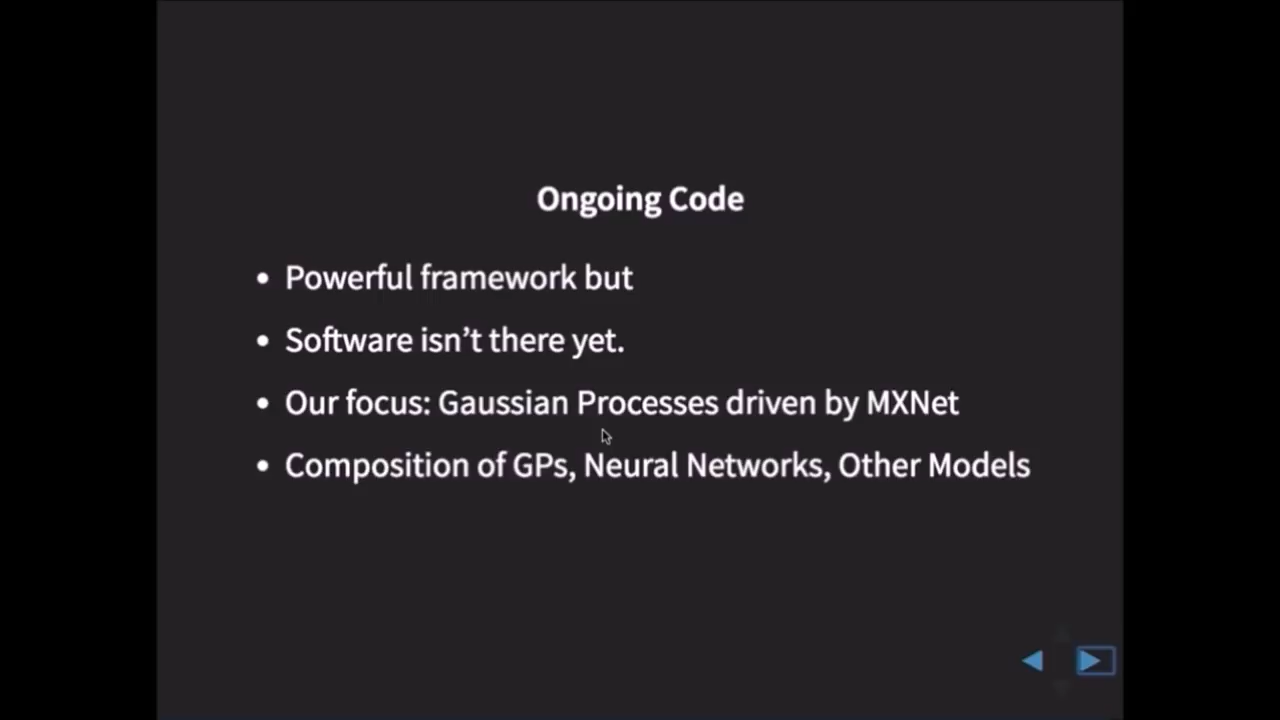 Ongoing Code
• Powerful framework but
• Software isn’t there yet.
• Our focus: Gaussian Processes driven by MXNet
• Composition of GPs, Neural Networks, Other Models